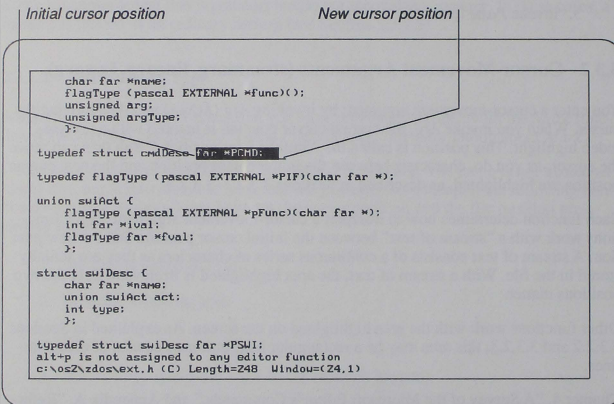 Initial cursor position New cursor position
char far *name;
flagType (pascal EXTERNAL *func)();
unsigned arg;
unsigned argType;
};
typedef struct cmdDesc far *PCMD;
typedef flagType (pascal EXTERNAL *PIF)(char far *);
union swiAct {
flagType (pascal EXTERNAL *pFunc)(char far *);
int far *ival;
flagType far *fval;
};
struct swiDesc {
char far *name;
union swiAct act;
int type;
};
typedef struct swiDesc far *PSWI;
alt+p is not assigned to any editor function
c:\os2\zdos\ext.h (C) Length=248 Window=(24,1)